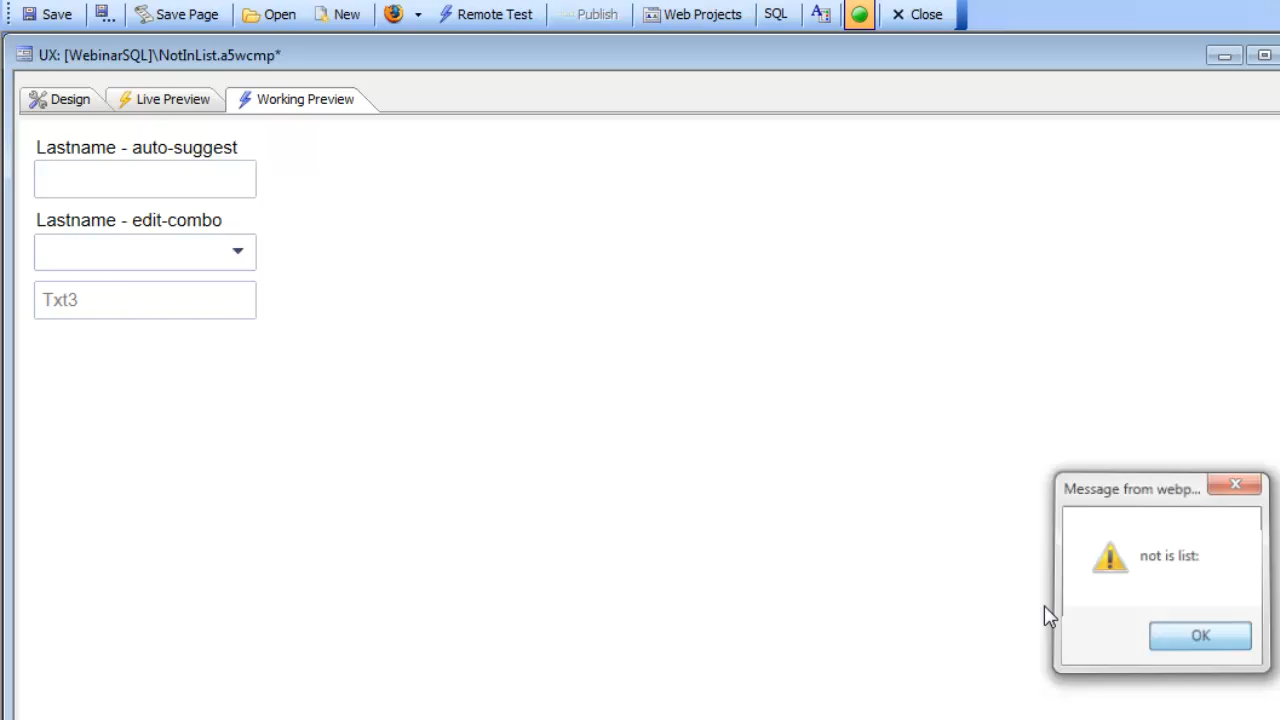 Save Save Page Open New Remote Test Publish Web Projects SQL A Close
UX: [WebinarSQL]\NotInList.a5wcmp*
Design Live Preview Working Preview
Lastname - auto-suggest
Lastname - edit-combo
Txt3
Message from webp...
not is list:
OK